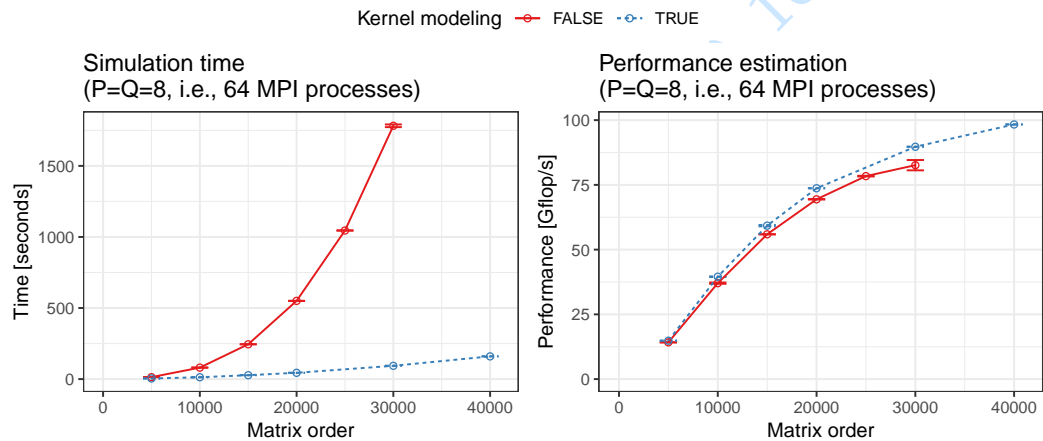 Kernel modeling FALSE TRUE
Simulation time
(P=Q=8, i.e., 64 MPI processes)
Time [seconds]
1500
1000
500
0
0 10000 20000 30000 40000
Matrix order
Performance estimation
(P=Q=8, i.e., 64 MPI processes)
Performance [Gflop/s]
100
75
50
25
0
0 10000 20000 30000 40000
Matrix order